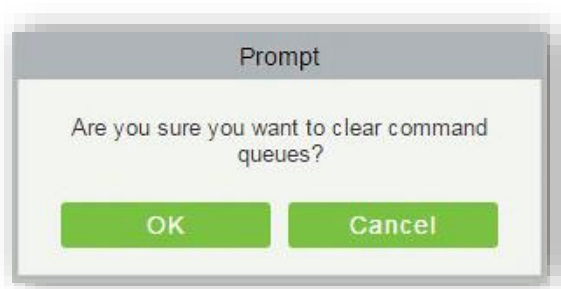 Prompt
Are you sure you want to clear command
queues?
OK
Cancel